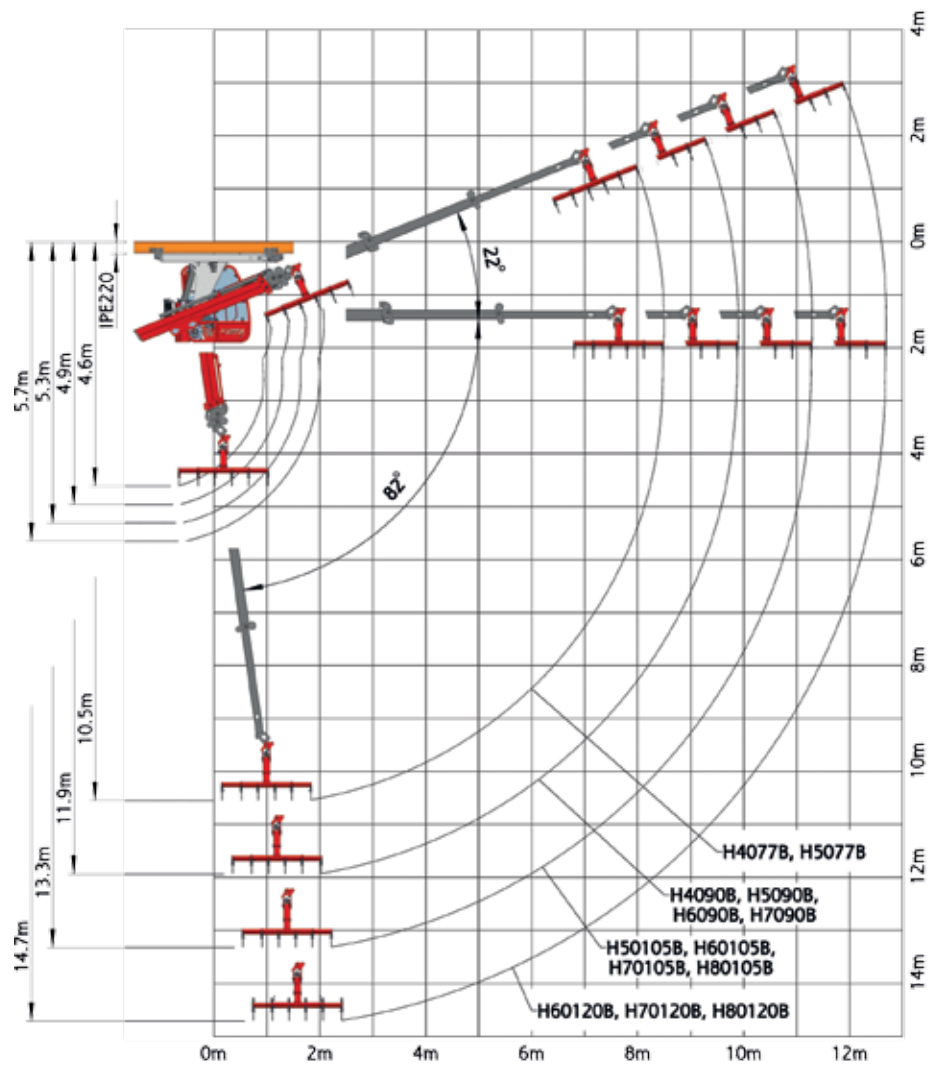 4m
2m
0m
2m
4m
6m
8m
10m
12m
14m
22°
82°
IPE220
4.6m
4.9m
5.3m
5.7m
10.5m
11.9m
13.3m
14.7m
H4077B, H5077B
H4090B, H5090B,
H6090B, H7090B
H50105B, H60105B,
H70105B, H80105B
H60120B, H70120B, H80120B
0m 2m 4m 6m 8m 10m 12m